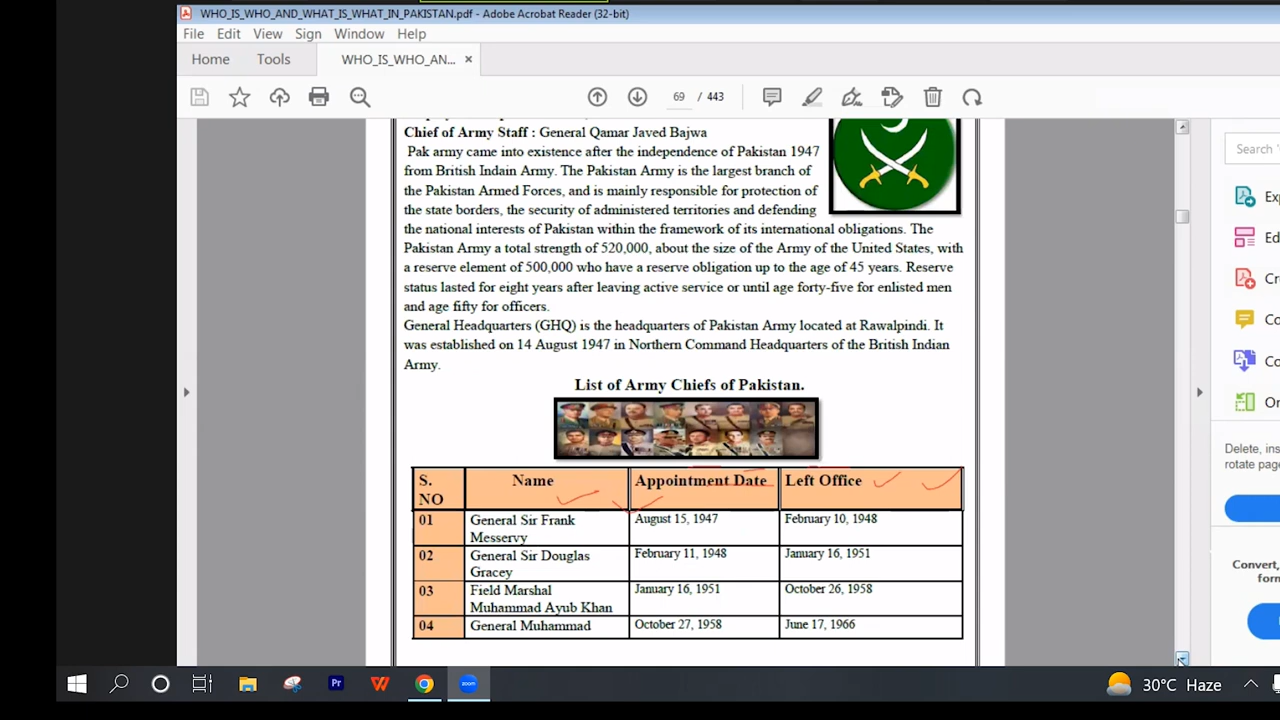 WHO_IS_WHO_AND_WHAT_IS_WHAT_IN_PAKISTAN.pdf - Adobe Acrobat Reader (32-bit)
File Edit View Sign Window Help
Home Tools WHO_IS_WHO_AN... ×
69 / 443
Chief of Army Staff : General Qamar Javed Bajwa
Pak army came into existence after the independence of Pakistan 1947
from British Indain Army. The Pakistan Army is the largest branch of
the Pakistan Armed Forces, and is mainly responsible for protection of
the state borders, the security of administered territories and defending
the national interests of Pakistan within the framework of its international obligations. The
Pakistan Army a total strength of 520,000, about the size of the Army of the United States, with
a reserve element of 500,000 who have a reserve obligation up to the age of 45 years. Reserve
status lasted for eight years after leaving active service or until age forty-five for enlisted men
and age fifty for officers.
General Headquarters (GHQ) is the headquarters of Pakistan Army located at Rawalpindi. It
was established on 14 August 1947 in Northern Command Headquarters of the British Indian
Army.
List of Army Chiefs of Pakistan.
S. NO Name Appointment Date Left Office
01 General Sir Frank Messervy August 15, 1947 February 10, 1948
02 General Sir Douglas Gracey February 11, 1948 January 16, 1951
03 Field Marshal Muhammad Ayub Khan January 16, 1951 October 26, 1958
04 General Muhammad October 27, 1958 June 17, 1966
Search '
Exp
Ed
Cr
Co
Co
Or
Delete, ins
rotate page
Convert,
form
Pr
zoom
30°C Haze